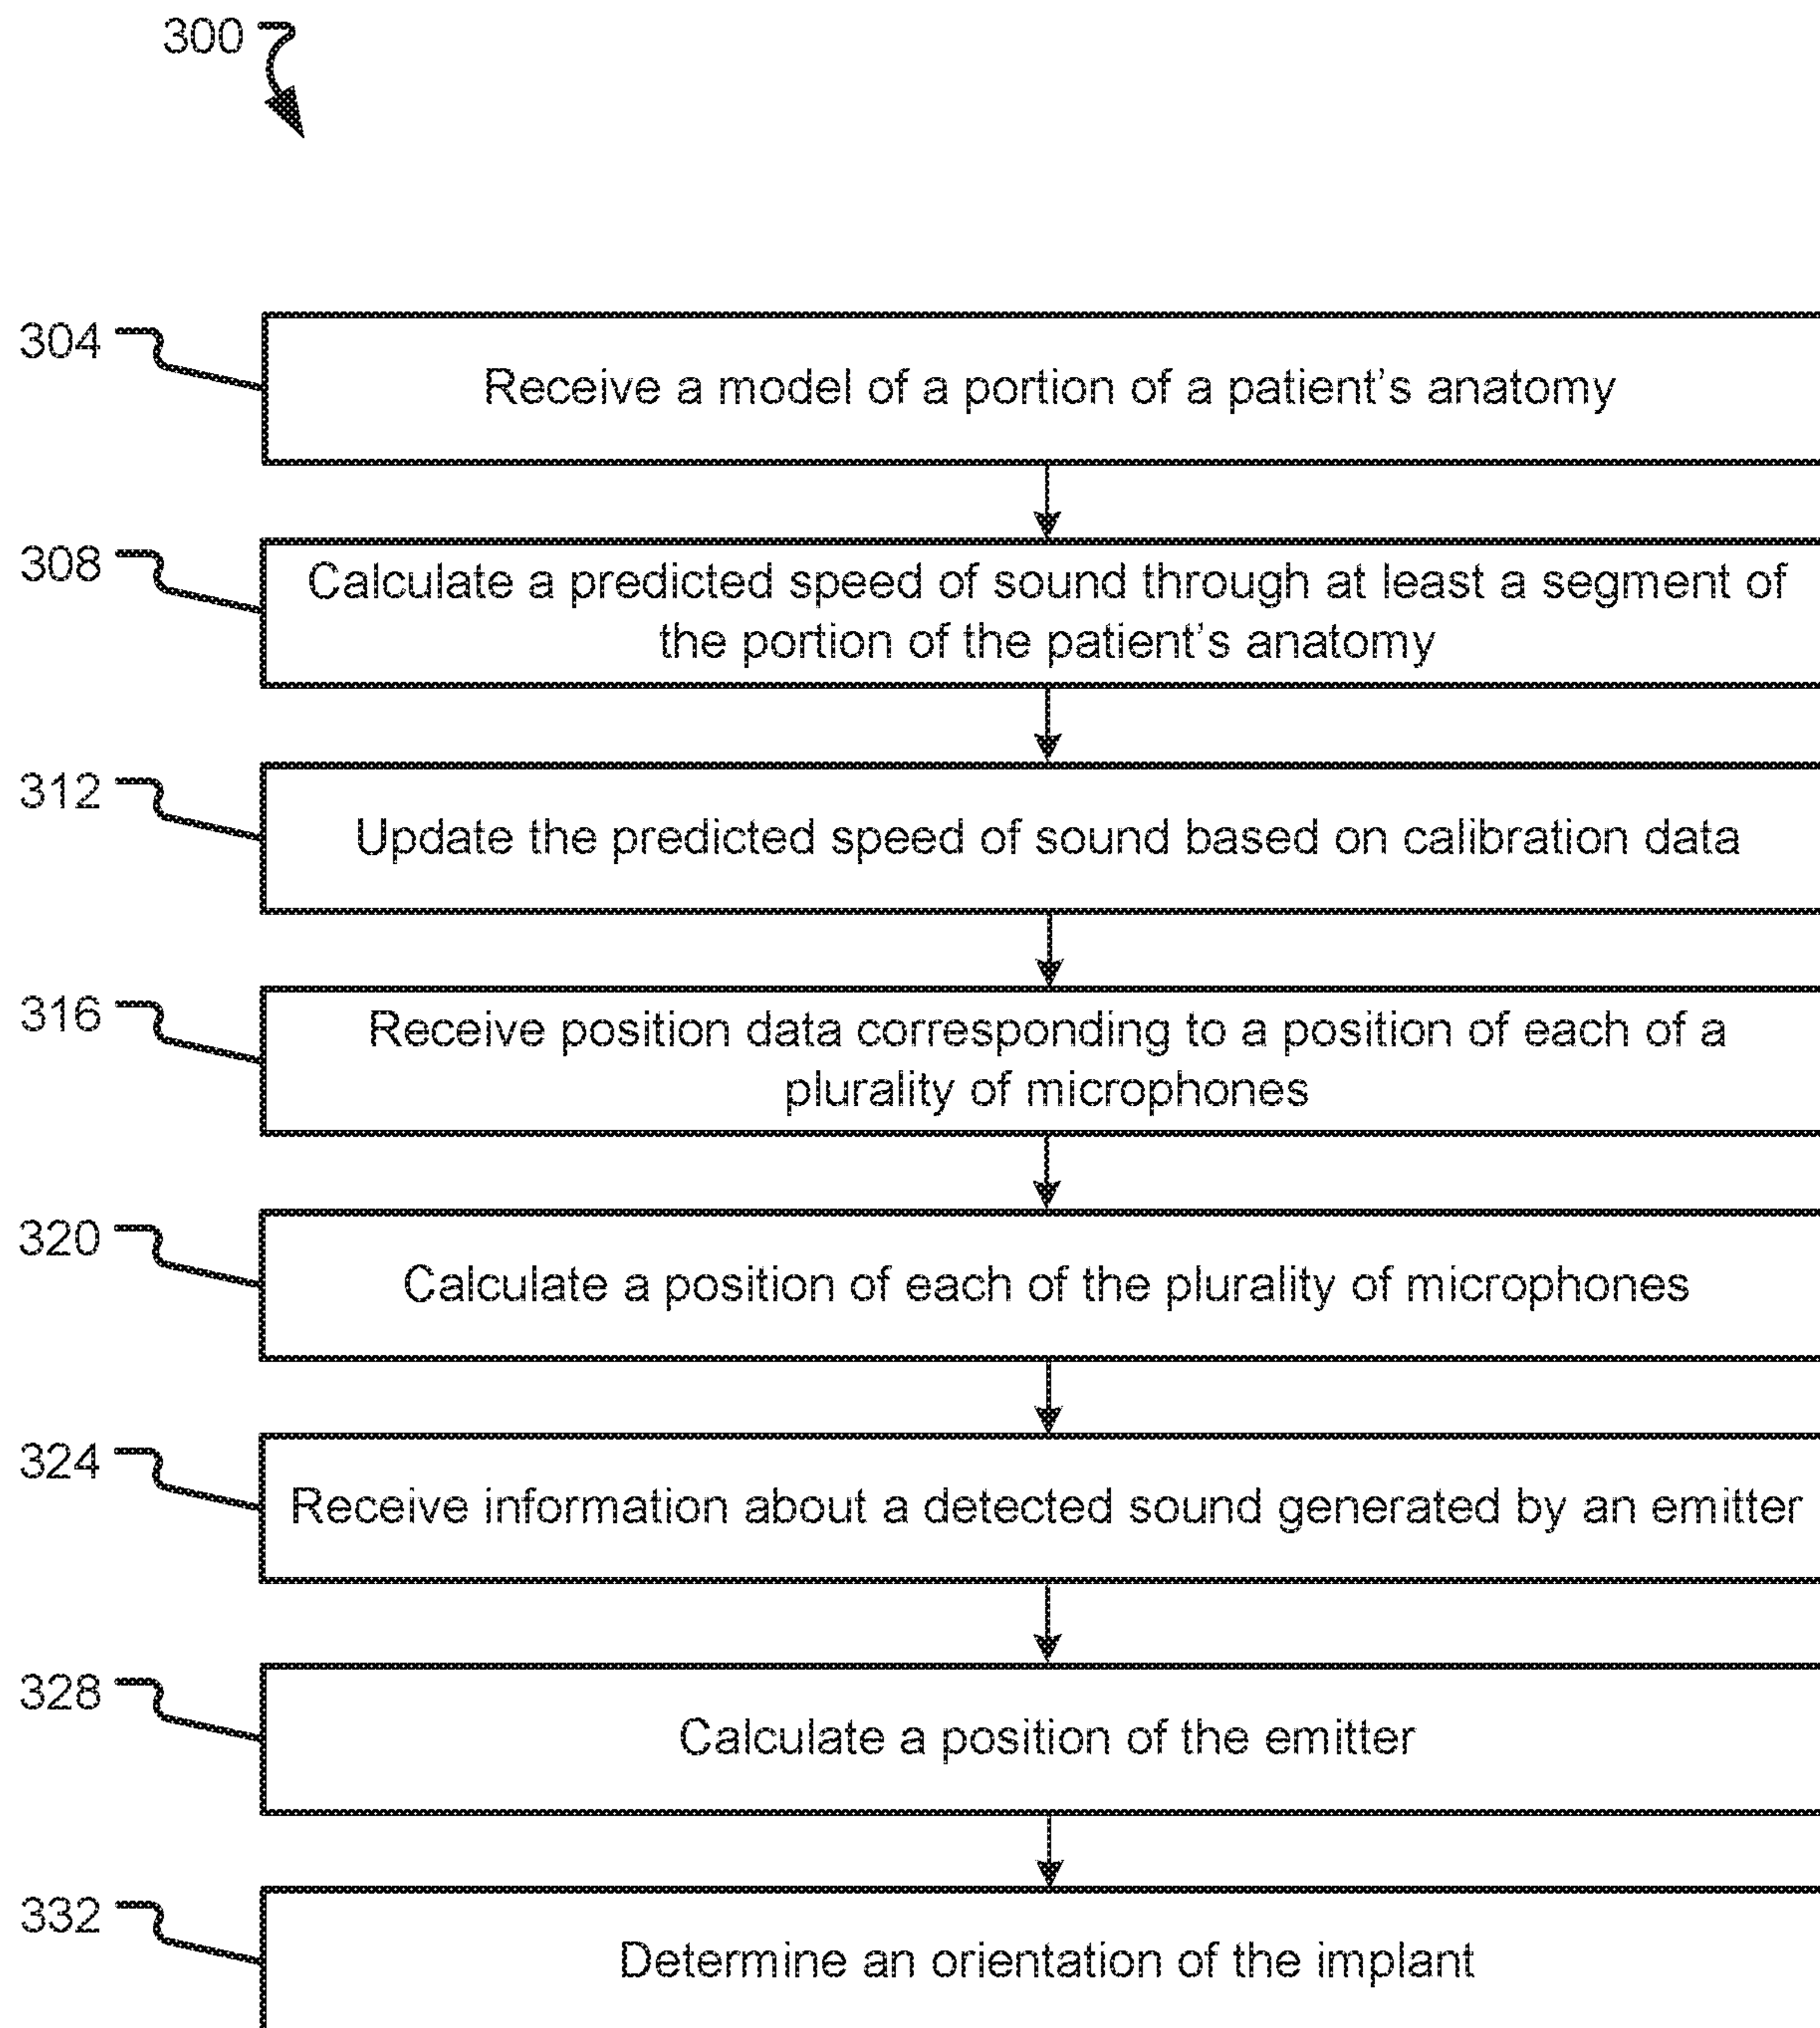 300
304
Receive a model of a portion of a patient's anatomy
308
Calculate a predicted speed of sound through at least a segment of
the portion of the patient's anatomy
312
Update the predicted speed of sound based on calibration data
316
Receive position data corresponding to a position of each of a
plurality of microphones
320
Calculate a position of each of the plurality of microphones
324
Receive information about a detected sound generated by an emitter
328
Calculate a position of the emitter
332
Determine an orientation of the implant